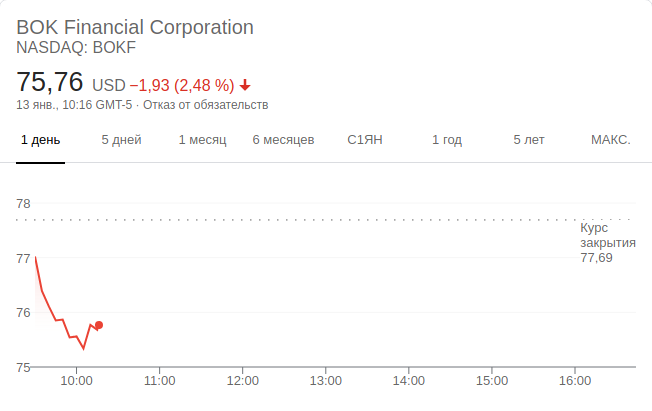 BOK Financial Corporation
NASDAQ: BOKF
75,76 USD −1,93 (2,48 %)
13 янв., 10:16 GMT-5 · Отказ от обязательств
1 день 5 дней 1 месяц 6 месяцев С1ЯН 1 год 5 лет МАКС.
78
Курс
закрытия
77 77,69
76
75
10:00 11:00 12:00 13:00 14:00 15:00 16:00